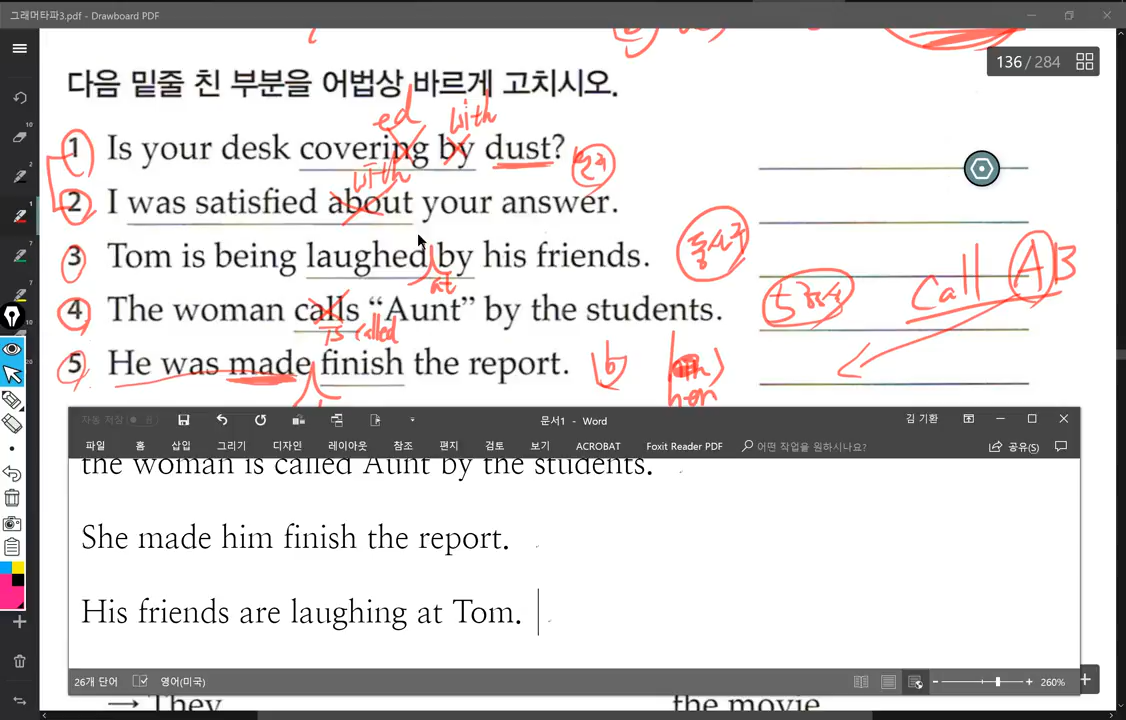 그래머타파3.pdf - Drawboard PDF
136 / 284
다음 밑줄 친 부분을 어법상 바르게 고치시오.
ed with
1 Is your desk covering by dust?
with
2 I was satisfied about your answer.
3 Tom is being laughed by his friends.
at
4 The woman calls “Aunt” by the students.
is called
call A B
5 He was made finish the report.
자동 저장
문서1 - Word
김 기환
파일 홈 삽입 그리기 디자인 레이아웃 참조 편지 검토 보기 ACROBAT Foxit Reader PDF 어떤 작업을 원하시나요? 공유(S)
the woman is called Aunt by the students.
She made him finish the report.
His friends are laughing at Tom.
26개 단어 영어(미국) 260%
→ They the movie